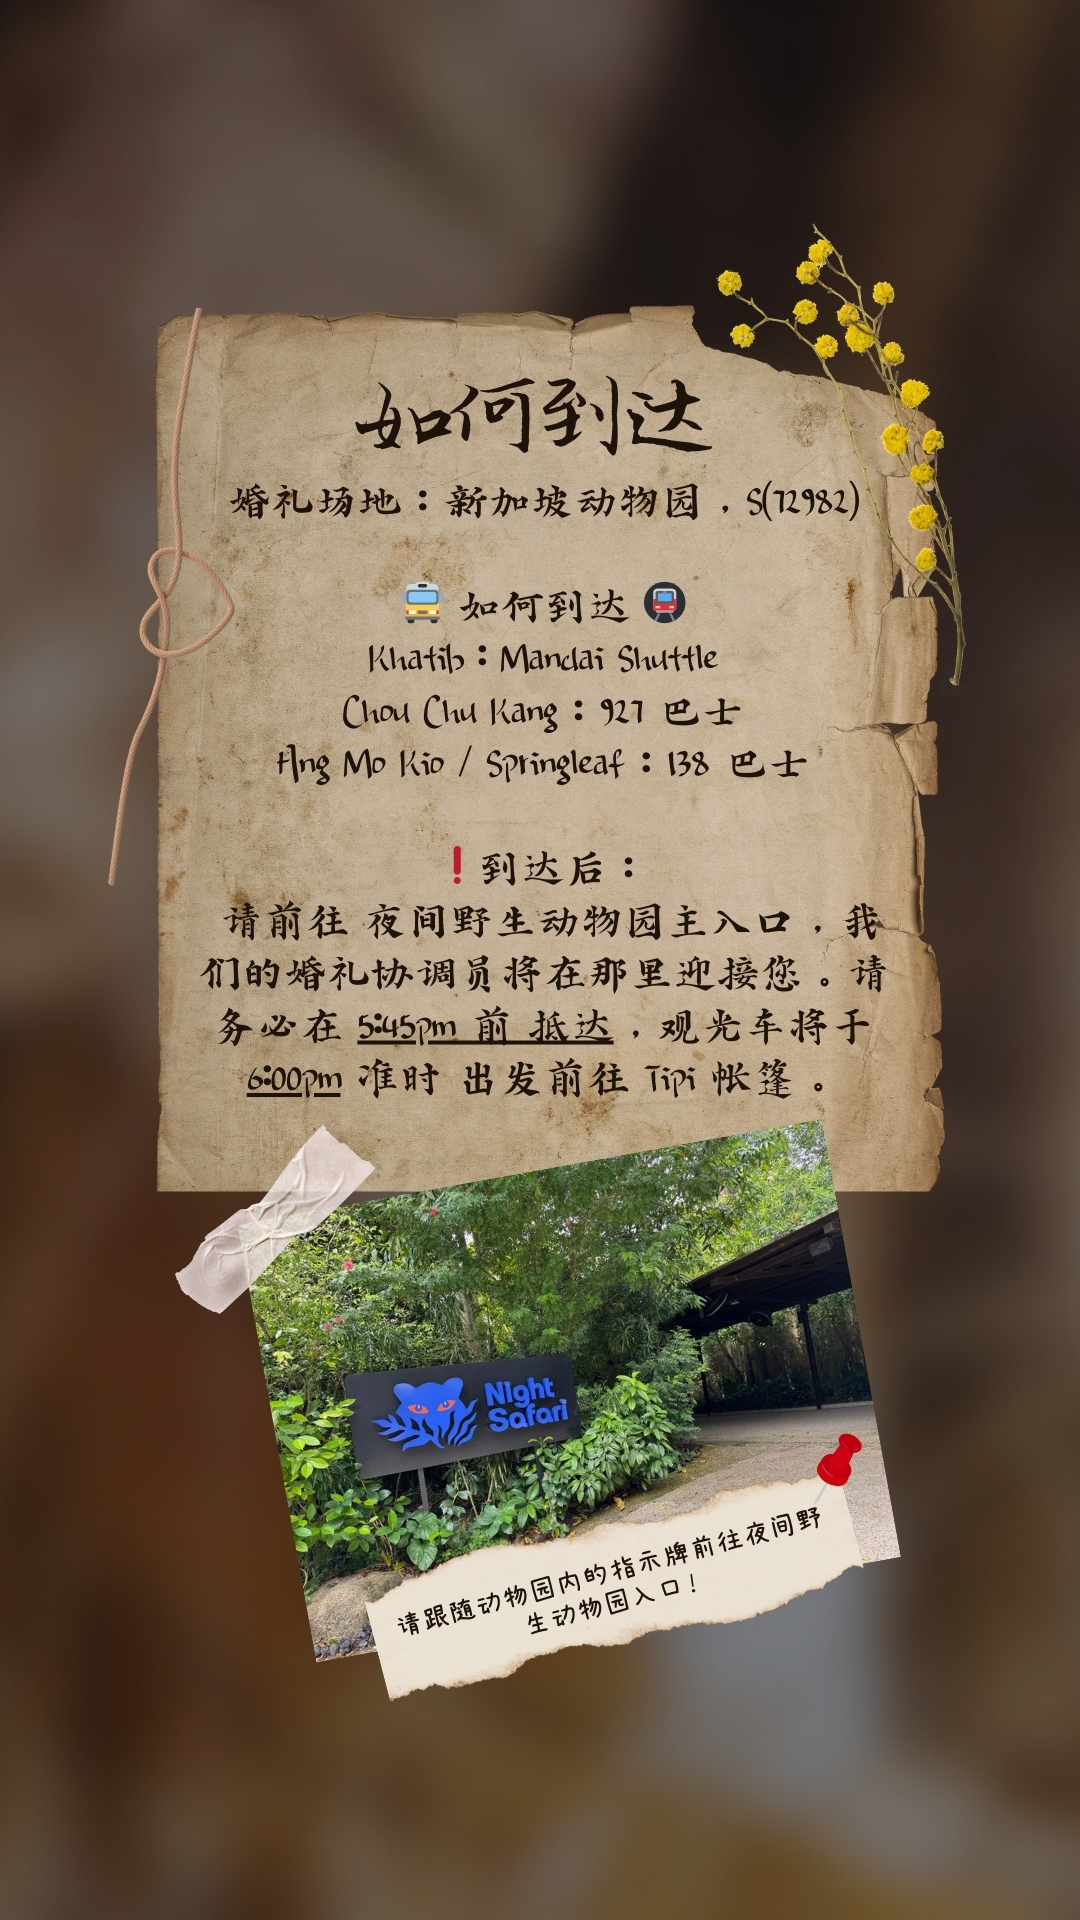 如何到达
婚礼场地：新加坡动物园，S(72982)
🚍 如何到达 🚇
Khatib：Mandai Shuttle
Chou Chu Kang：927 巴士
Ang Mo Kio / Springleaf：138 巴士
❗到达后：
请前往 夜间野生动物园主入口，我
们的婚礼协调员将在那里迎接您。请
务必在 5:45pm 前 抵达，观光车将于
6:00pm 准时 出发前往 Tipi 帐篷。
Night
Safari
请跟随动物园内的指示牌前往夜间野
生动物园入口！